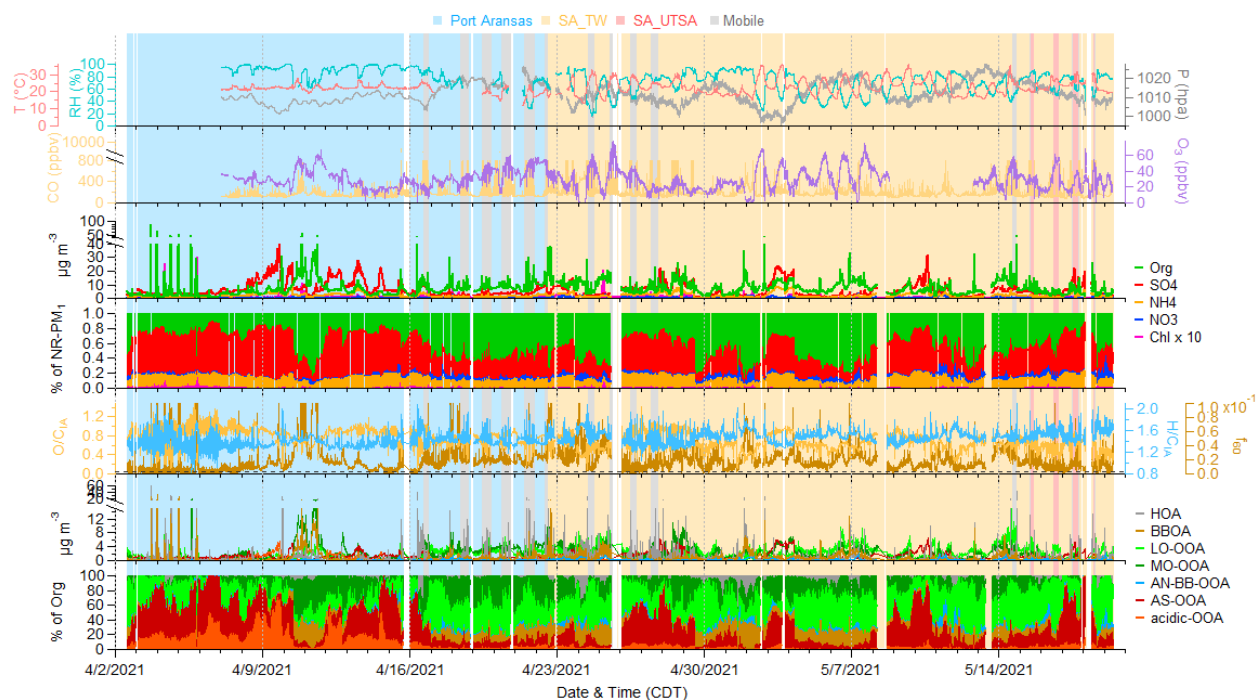 Port Aransas SA_TW SA_UTSA Mobile
T (°C)
30
20
10
0
RH (%)
100
80
60
40
20
0
P (hpa)
1020
1010
1000
CO (ppbv)
10000
800
400
0
O₃ (ppbv)
60
40
20
0
µg m⁻³
100
50
40
30
20
10
0
Org
SO4
NH4
NO3
Chl x 10
% of NR-PM₁
1.0
0.8
0.6
0.4
0.2
0.0
O/C_IA
1.2
0.8
0.4
0.0
H/C_IA
2.0
1.6
1.2
0.8
f₆₀
1.0 x10⁻¹
0.8
0.6
0.4
0.2
0.0
µg m⁻³
60
20
12
8
4
0
HOA
BBOA
LO-OOA
MO-OOA
AN-BB-OOA
AS-OOA
acidic-OOA
% of Org
100
80
60
40
20
0
4/2/2021 4/9/2021 4/16/2021 4/23/2021 4/30/2021 5/7/2021 5/14/2021
Date & Time (CDT)